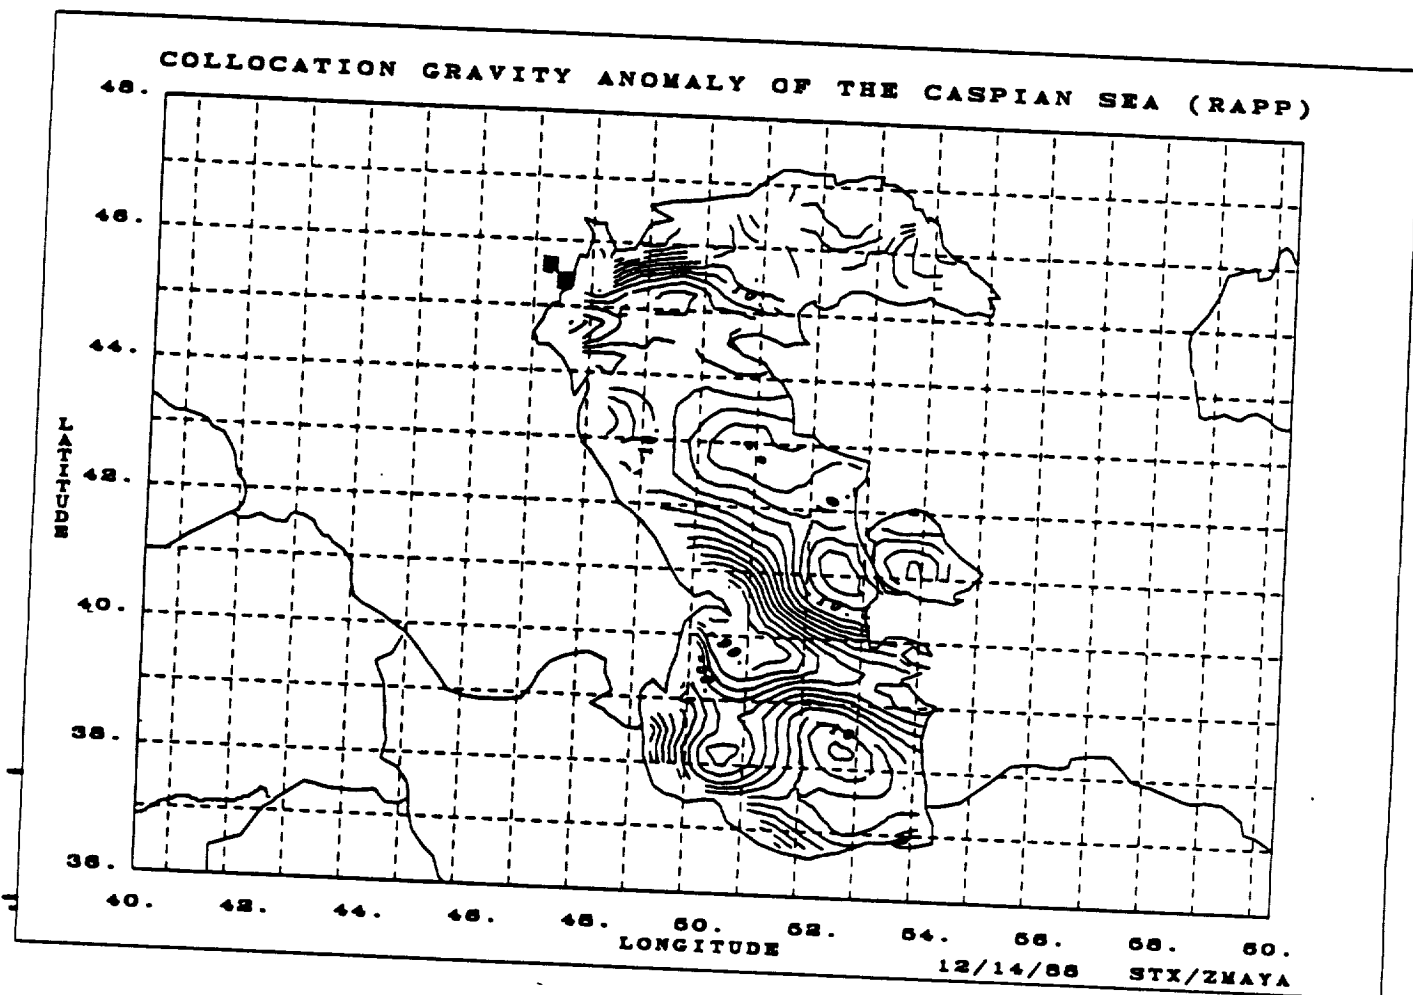 COLLOCATION GRAVITY ANOMALY OF THE CASPIAN SEA (RAPP)
48.
46.
44.
42.
40.
38.
36.
LATITUDE
40. 42. 44. 46. 48. 50. 52. 54. 56. 58. 60.
LONGITUDE
12/14/88 STX/ZMAYA